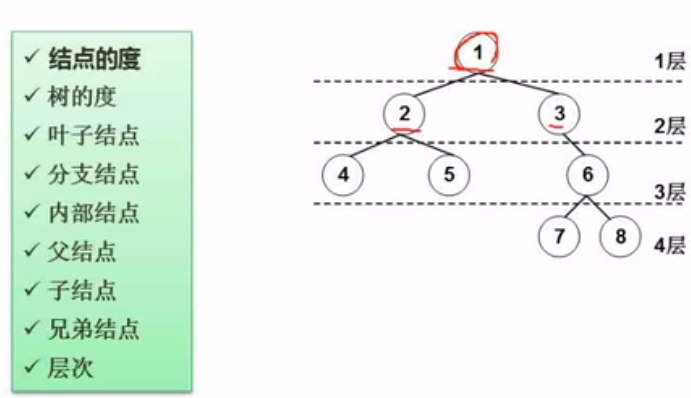 ✓ 结点的度
✓ 树的度
✓ 叶子结点
✓ 分支结点
✓ 内部结点
✓ 父结点
✓ 子结点
✓ 兄弟结点
✓ 层次
1
1层
2
3
2层
4
5
6
3层
7
8
4层